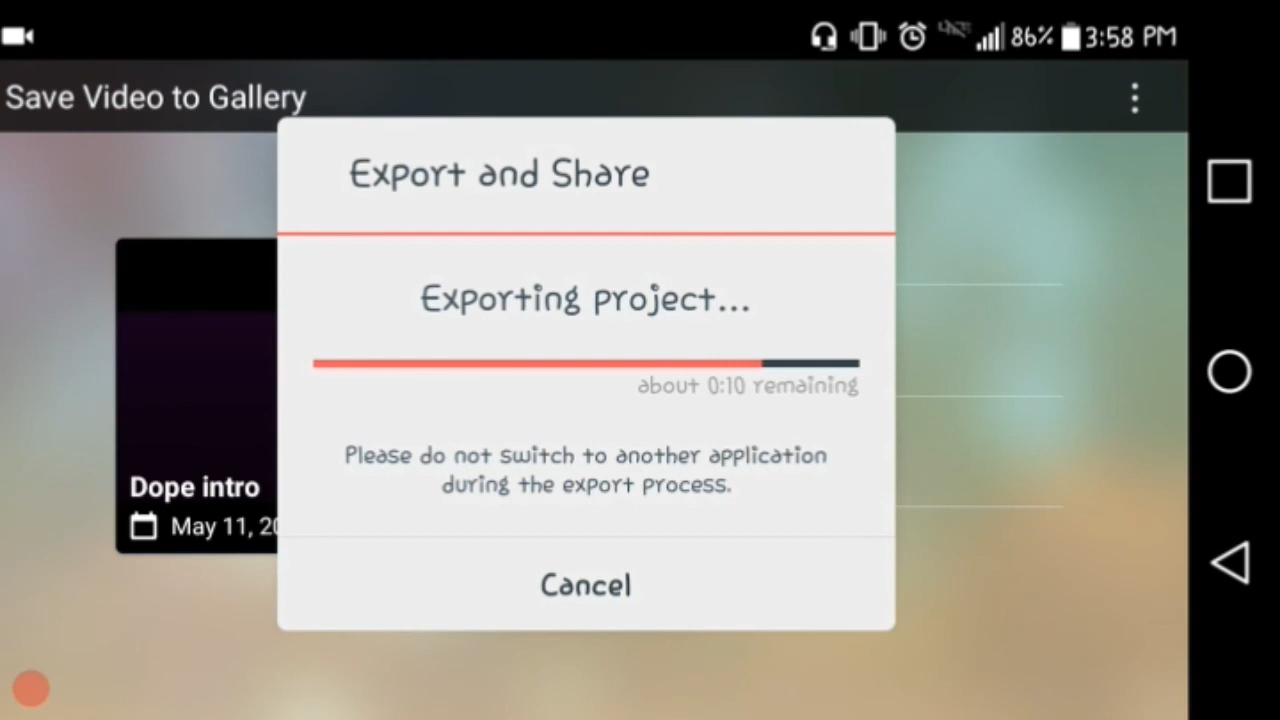 86% 3:58 PM
Save Video to Gallery
Export and Share
Exporting project...
about 0:10 remaining
Please do not switch to another application
during the export process.
Dope intro
May 11, 20
Cancel